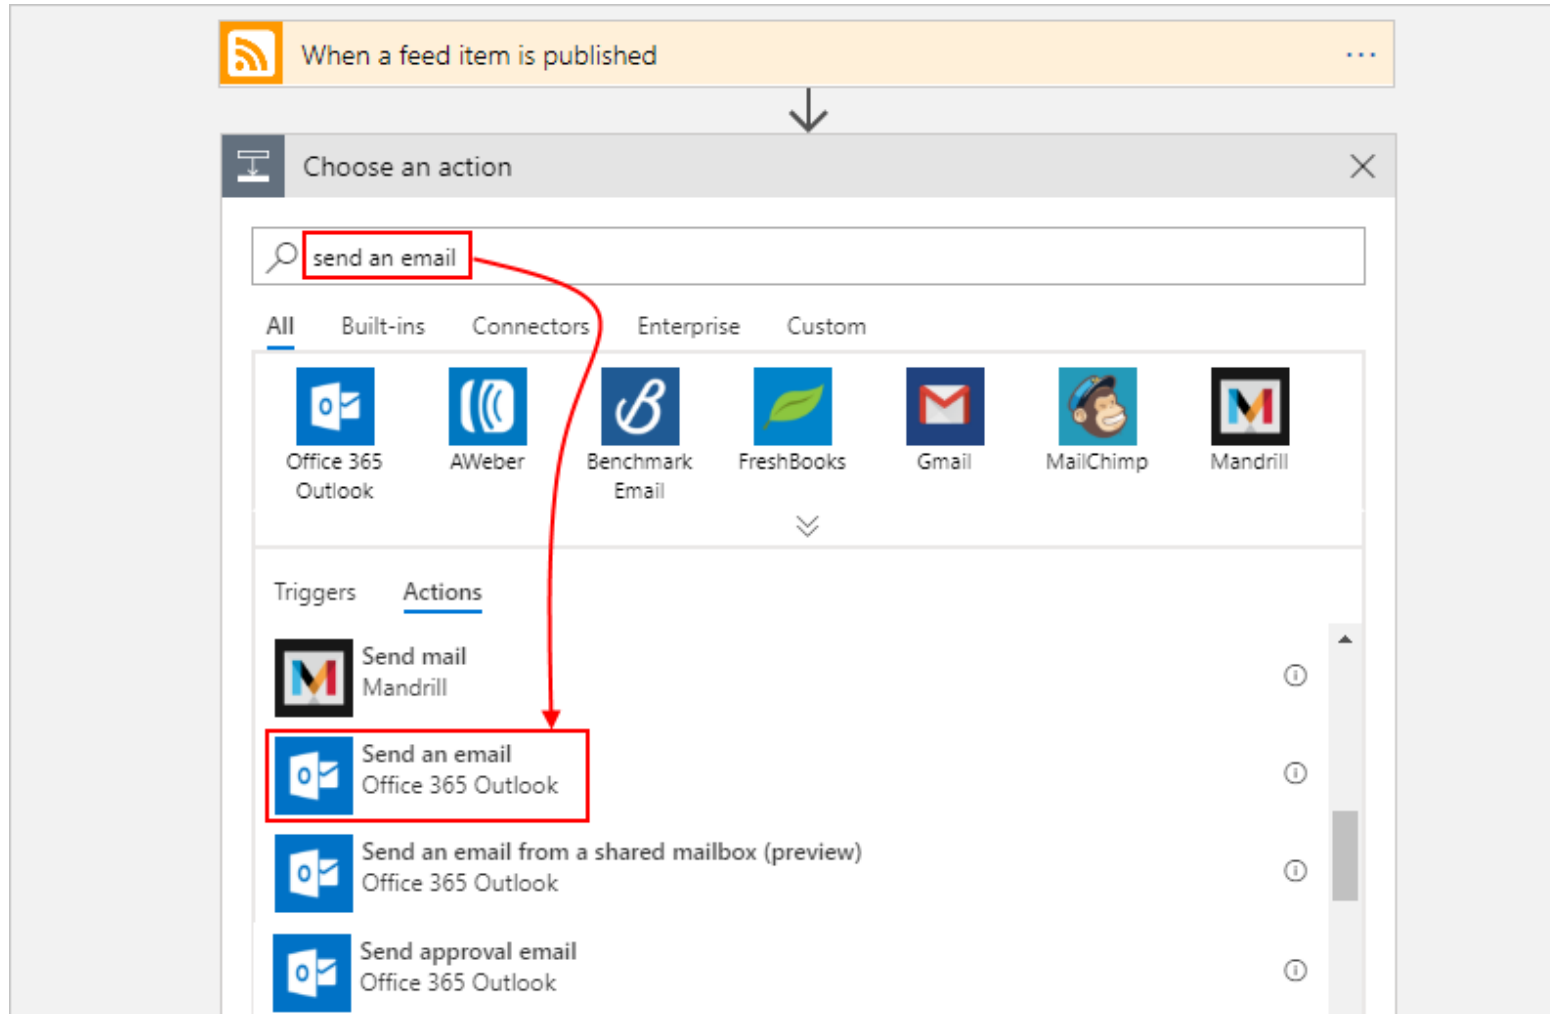 When a feed item is published
Choose an action
send an email
All Built-ins Connectors Enterprise Custom
Office 365 Outlook
AWeber
Benchmark Email
FreshBooks
Gmail
MailChimp
Mandrill
Triggers Actions
Send mail
Mandrill
Send an email
Office 365 Outlook
Send an email from a shared mailbox (preview)
Office 365 Outlook
Send approval email
Office 365 Outlook